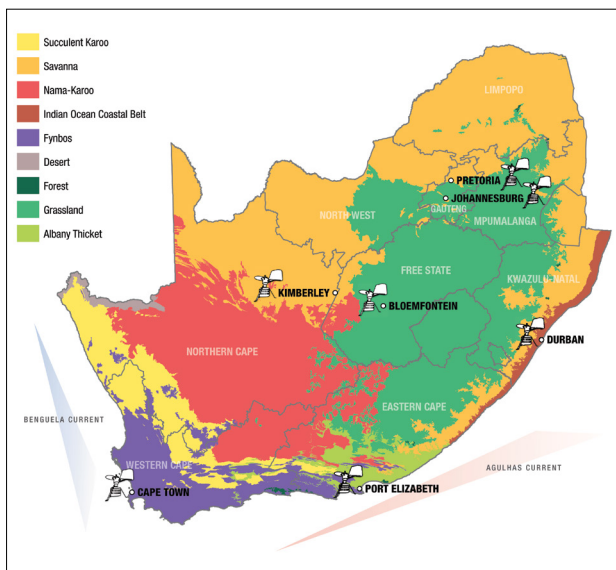 Succulent Karoo
Savanna
Nama-Karoo
Indian Ocean Coastal Belt
Fynbos
Desert
Forest
Grassland
Albany Thicket
LIMPOPO
PRETORIA
JOHANNESBURG
NORTH WEST
GAUTENG
MPUMALANGA
FREE STATE
KWAZULU-NATAL
KIMBERLEY
BLOEMFONTEIN
DURBAN
NORTHERN CAPE
EASTERN CAPE
BENGUELA CURRENT
WESTERN CAPE
AGULHAS CURRENT
CAPE TOWN
PORT ELIZABETH